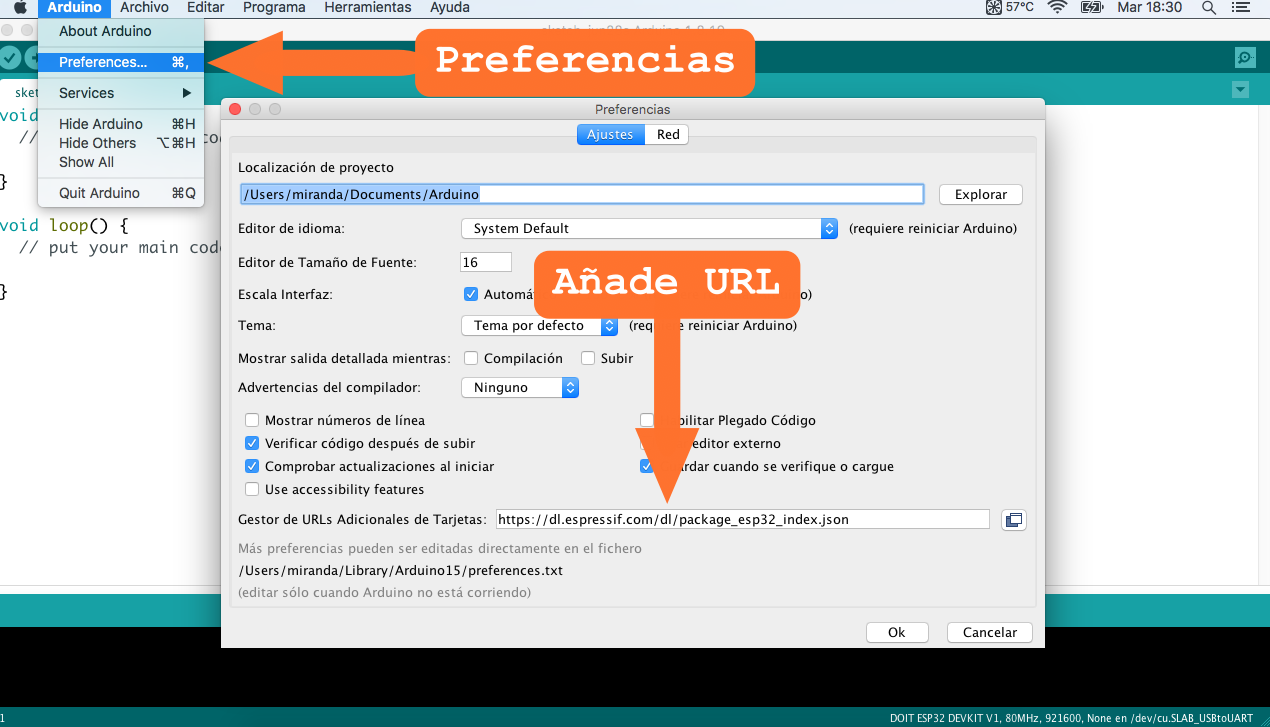 Arduino Archivo Editar Programa Herramientas Ayuda 57°C Mar 18:30
About Arduino
Preferences... ⌘,
Preferencias
Services
Hide Arduino ⌘H
Hide Others ⌥⌘H
Show All
Quit Arduino ⌘Q
sket
void
//
}
void loop() {
// put your main code
}
Preferencias
Ajustes Red
Localización de proyecto
/Users/miranda/Documents/Arduino Explorar
Editor de idioma: System Default (requiere reiniciar Arduino)
Editor de Tamaño de Fuente: 16
Añade URL
Escala Interfaz: Automá o)
Tema: Tema por defecto (requiere reiniciar Arduino)
Mostrar salida detallada mientras: Compilación Subir
Advertencias del compilador: Ninguno
Mostrar números de línea bilitar Plegado Código
Verificar código después de subir editor externo
Comprobar actualizaciones al iniciar rdar cuando se verifique o cargue
Use accessibility features
Gestor de URLs Adicionales de Tarjetas: https://dl.espressif.com/dl/package_esp32_index.json
Más preferencias pueden ser editadas directamente en el fichero
/Users/miranda/Library/Arduino15/preferences.txt
(editar sólo cuando Arduino no está corriendo)
Ok Cancelar
1 DOIT ESP32 DEVKIT V1, 80MHz, 921600, None en /dev/cu.SLAB_USBtoUART